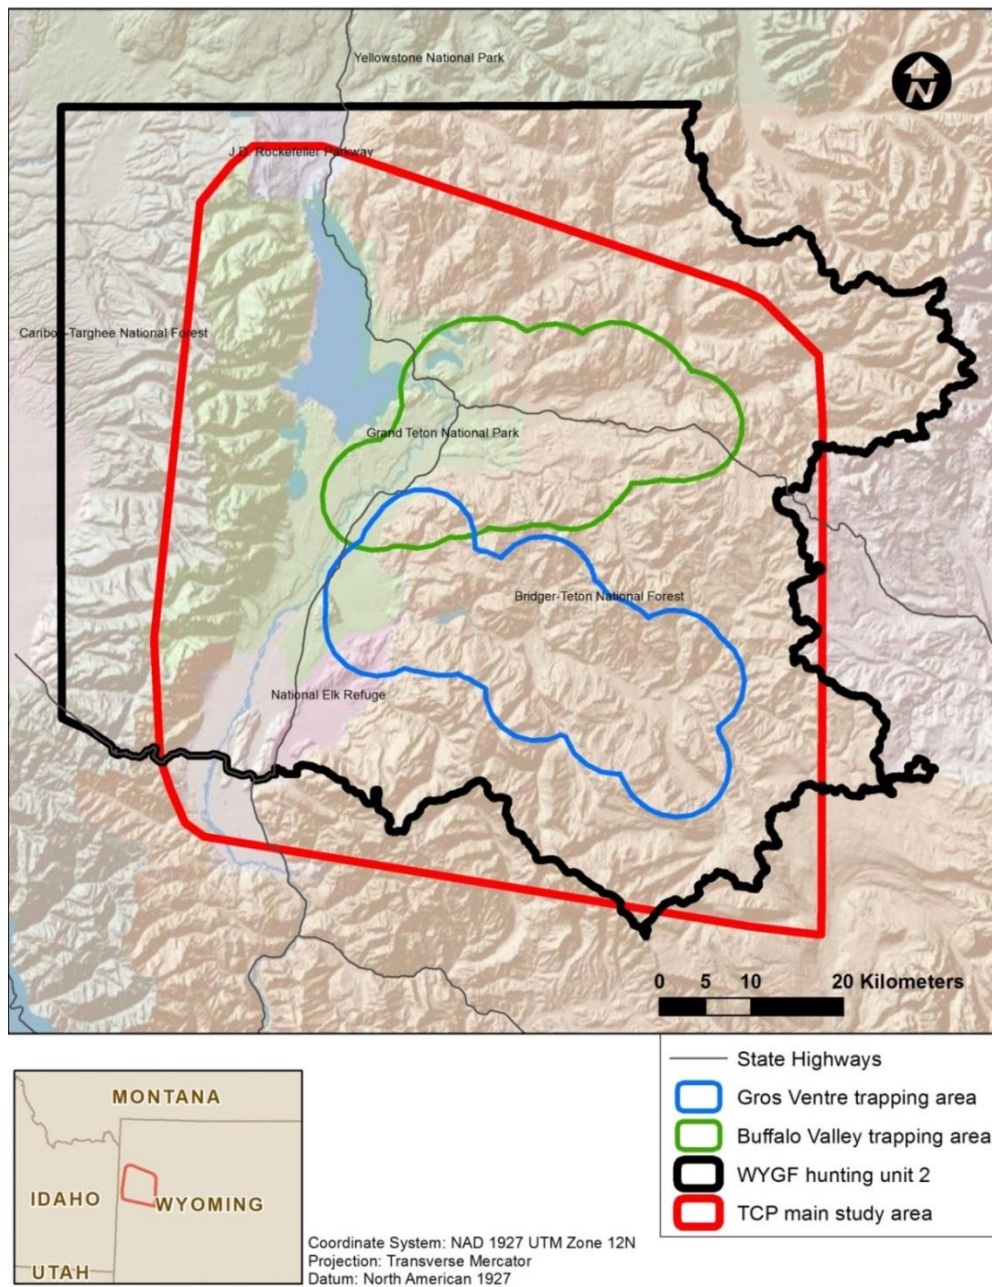 Yellowstone National Park
N
J.D. Rockefeller Parkway
Caribou-Targhee National Forest
Grand Teton National Park
Bridger-Teton National Forest
National Elk Refuge
0 5 10 20 Kilometers
State Highways
Gros Ventre trapping area
Buffalo Valley trapping area
WYGF hunting unit 2
TCP main study area
MONTANA
IDAHO
WYOMING
UTAH
Coordinate System: NAD 1927 UTM Zone 12N
Projection: Transverse Mercator
Datum: North American 1927